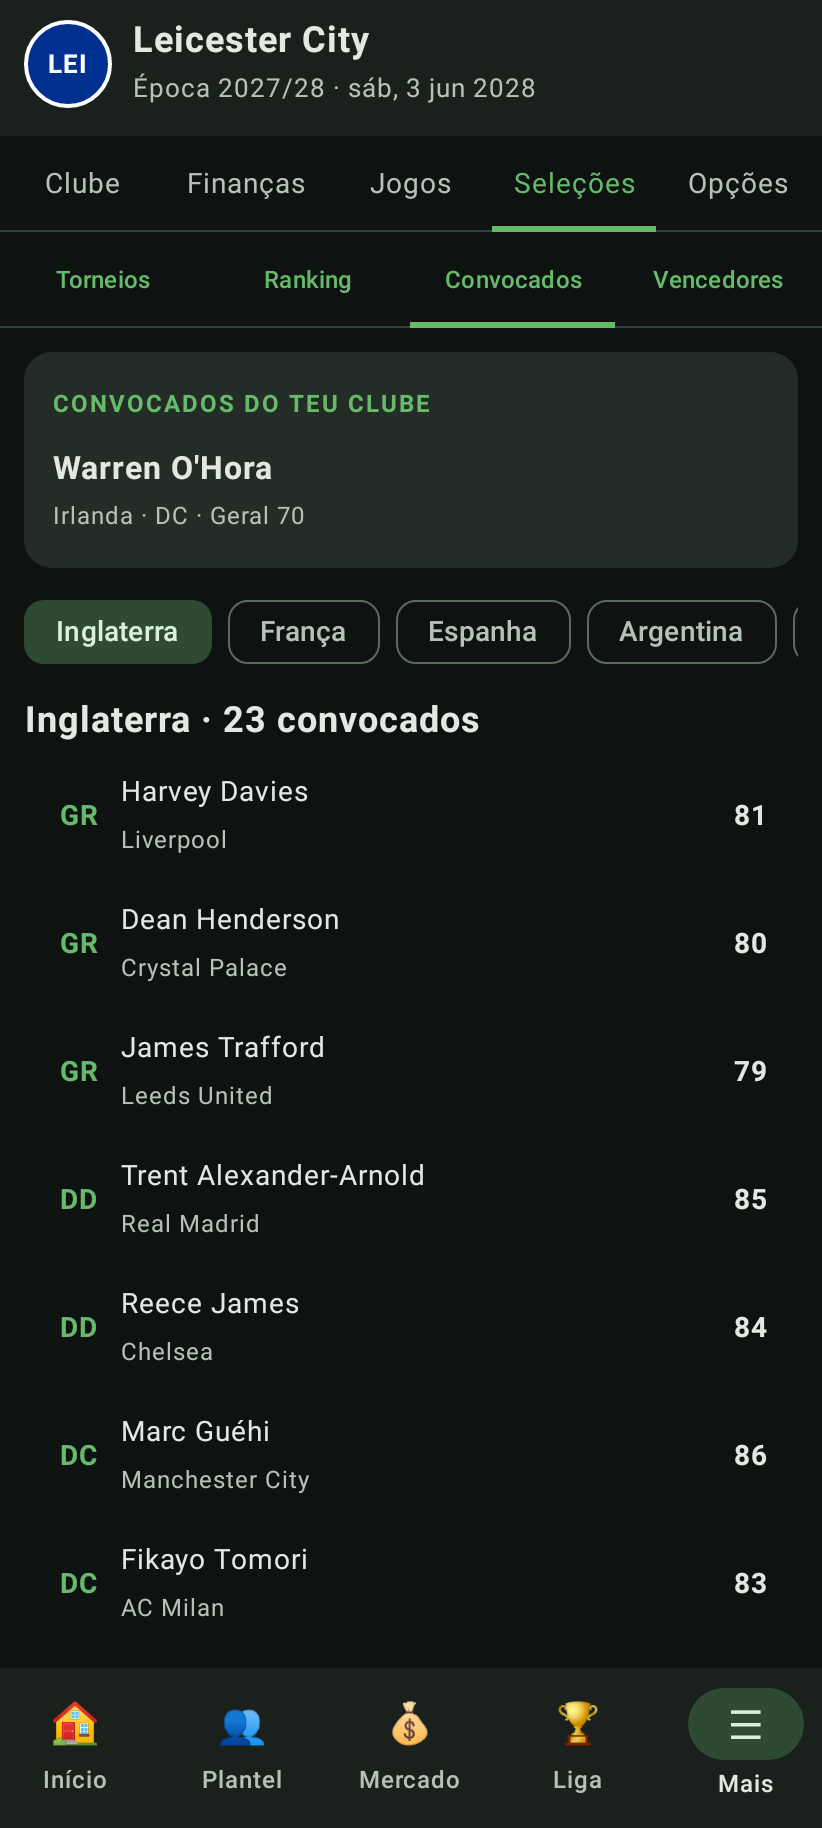 LEI
Leicester City
Época 2027/28 · sáb, 3 jun 2028
Clube Finanças Jogos Seleções Opções
Torneios Ranking Convocados Vencedores
CONVOCADOS DO TEU CLUBE
Warren O'Hora
Irlanda · DC · Geral 70
Inglaterra França Espanha Argentina
Inglaterra · 23 convocados
GR Harvey Davies 81
Liverpool
GR Dean Henderson 80
Crystal Palace
GR James Trafford 79
Leeds United
DD Trent Alexander-Arnold 85
Real Madrid
DD Reece James 84
Chelsea
DC Marc Guéhi 86
Manchester City
DC Fikayo Tomori 83
AC Milan
Início Plantel Mercado Liga Mais